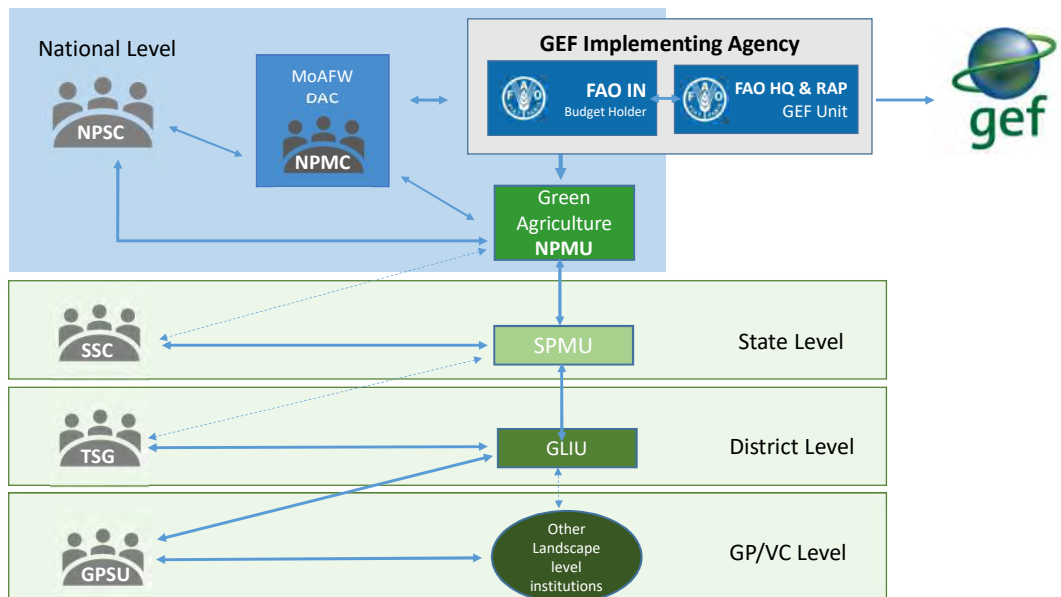 National Level
NPSC
MoAFW
DAC
NPMC
GEF Implementing Agency
FAO IN
Budget Holder
FAO HQ & RAP
GEF Unit
gef
Green
Agriculture
NPMU
SSC
SPMU
State Level
TSG
GLIU
District Level
GPSU
Other
Landscape
level
institutions
GP/VC Level